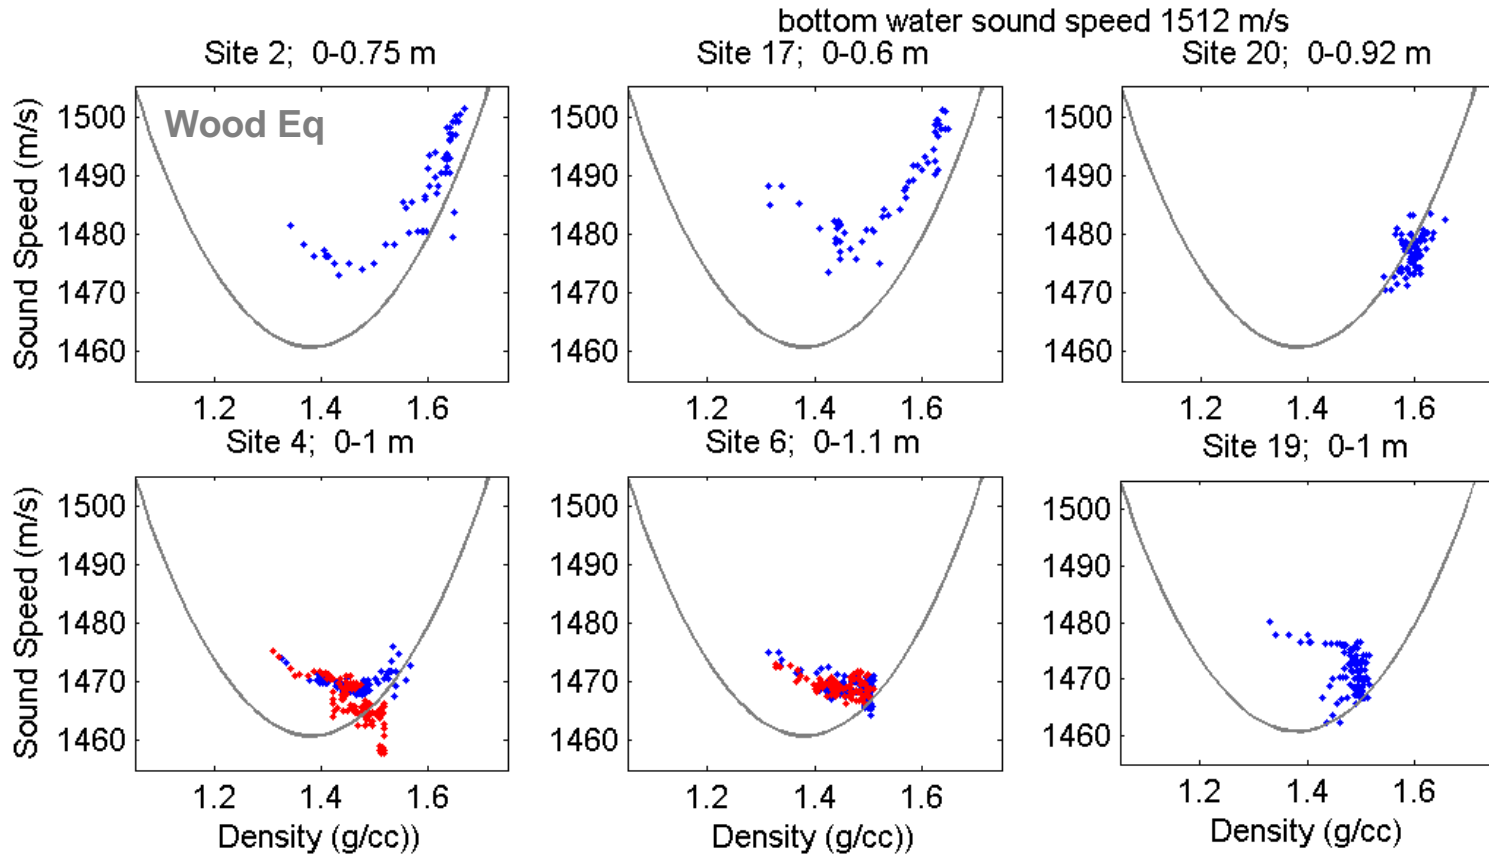 bottom water sound speed 1512 m/s
Site 2;  0-0.75 m
Site 17;  0-0.6 m
Site 20;  0-0.92 m
Sound Speed (m/s)
1500
1490
1480
1470
1460
Wood Eq
1.2 1.4 1.6
1500
1490
1480
1470
1460
1.2 1.4 1.6
1500
1490
1480
1470
1460
1.2 1.4 1.6
Site 4;  0-1 m
Site 6;  0-1.1 m
Site 19;  0-1 m
Sound Speed (m/s)
1500
1490
1480
1470
1460
1.2 1.4 1.6
Density (g/cc))
1500
1490
1480
1470
1460
1.2 1.4 1.6
Density (g/cc))
1500
1490
1480
1470
1460
1.2 1.4 1.6
Density (g/cc)